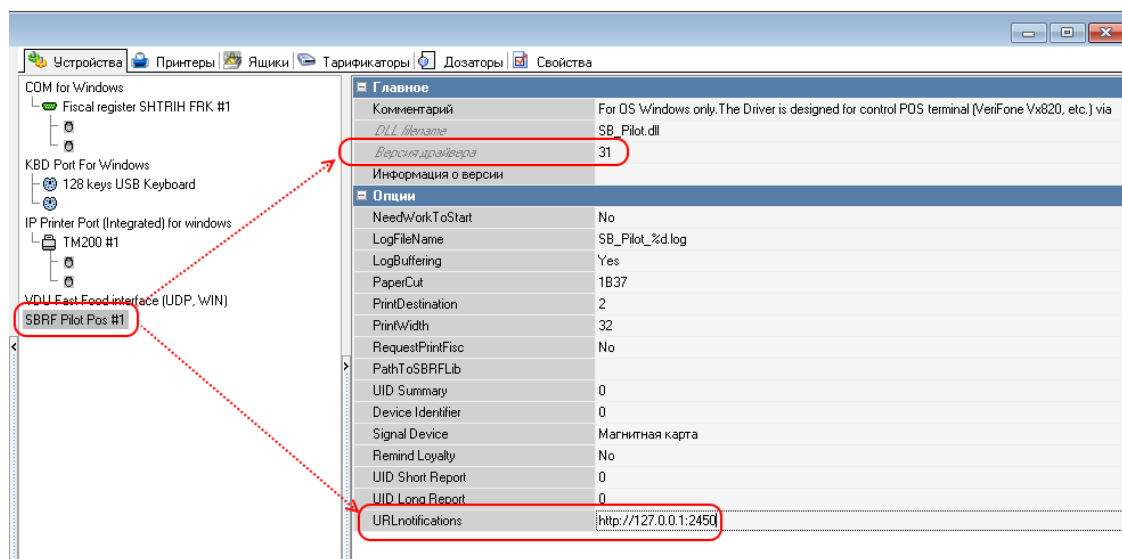 Устройства Принтеры Ящики Тарификаторы Дозаторы Свойства
COM for Windows
Fiscal register SHTRIH FRK #1
KBD Port For Windows
128 keys USB Keyboard
IP Printer Port (Integrated) for windows
TM200 #1
VDU Fast Food interface (UDP, WIN)
SBRF Pilot Pos #1
Главное
Комментарий For OS Windows only.The Driver is designed for control POS terminal (VeriFone Vx820, etc.) via
DLL filename SB_Pilot.dll
Версия драйвера 31
Информация о версии
Опции
NeedWorkToStart No
LogFileName SB_Pilot_%d.log
LogBuffering Yes
PaperCut 1B37
PrintDestination 2
PrintWidth 32
RequestPrintFisc No
PathToSBRFLib
UID Summary 0
Device Identifier 0
Signal Device Магнитная карта
Remind Loyalty No
UID Short Report 0
UID Long Report 0
URLnotifications http://127.0.0.1:2450